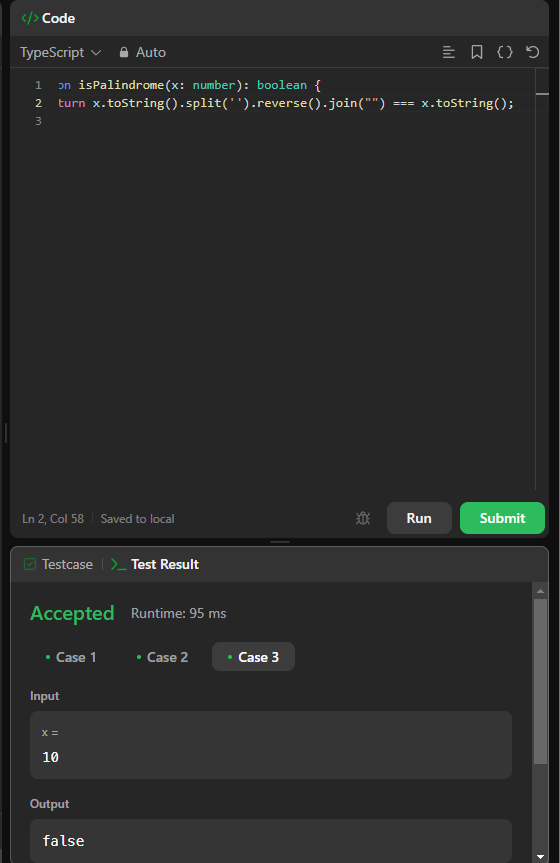 </> Code
TypeScript Auto
1 on isPalindrome(x: number): boolean {
2 turn x.toString().split('').reverse().join("") === x.toString();
3
Ln 2, Col 58 Saved to local
Run
Submit
Testcase
Test Result
Accepted Runtime: 95 ms
Case 1 Case 2 Case 3
Input
x =
10
Output
false